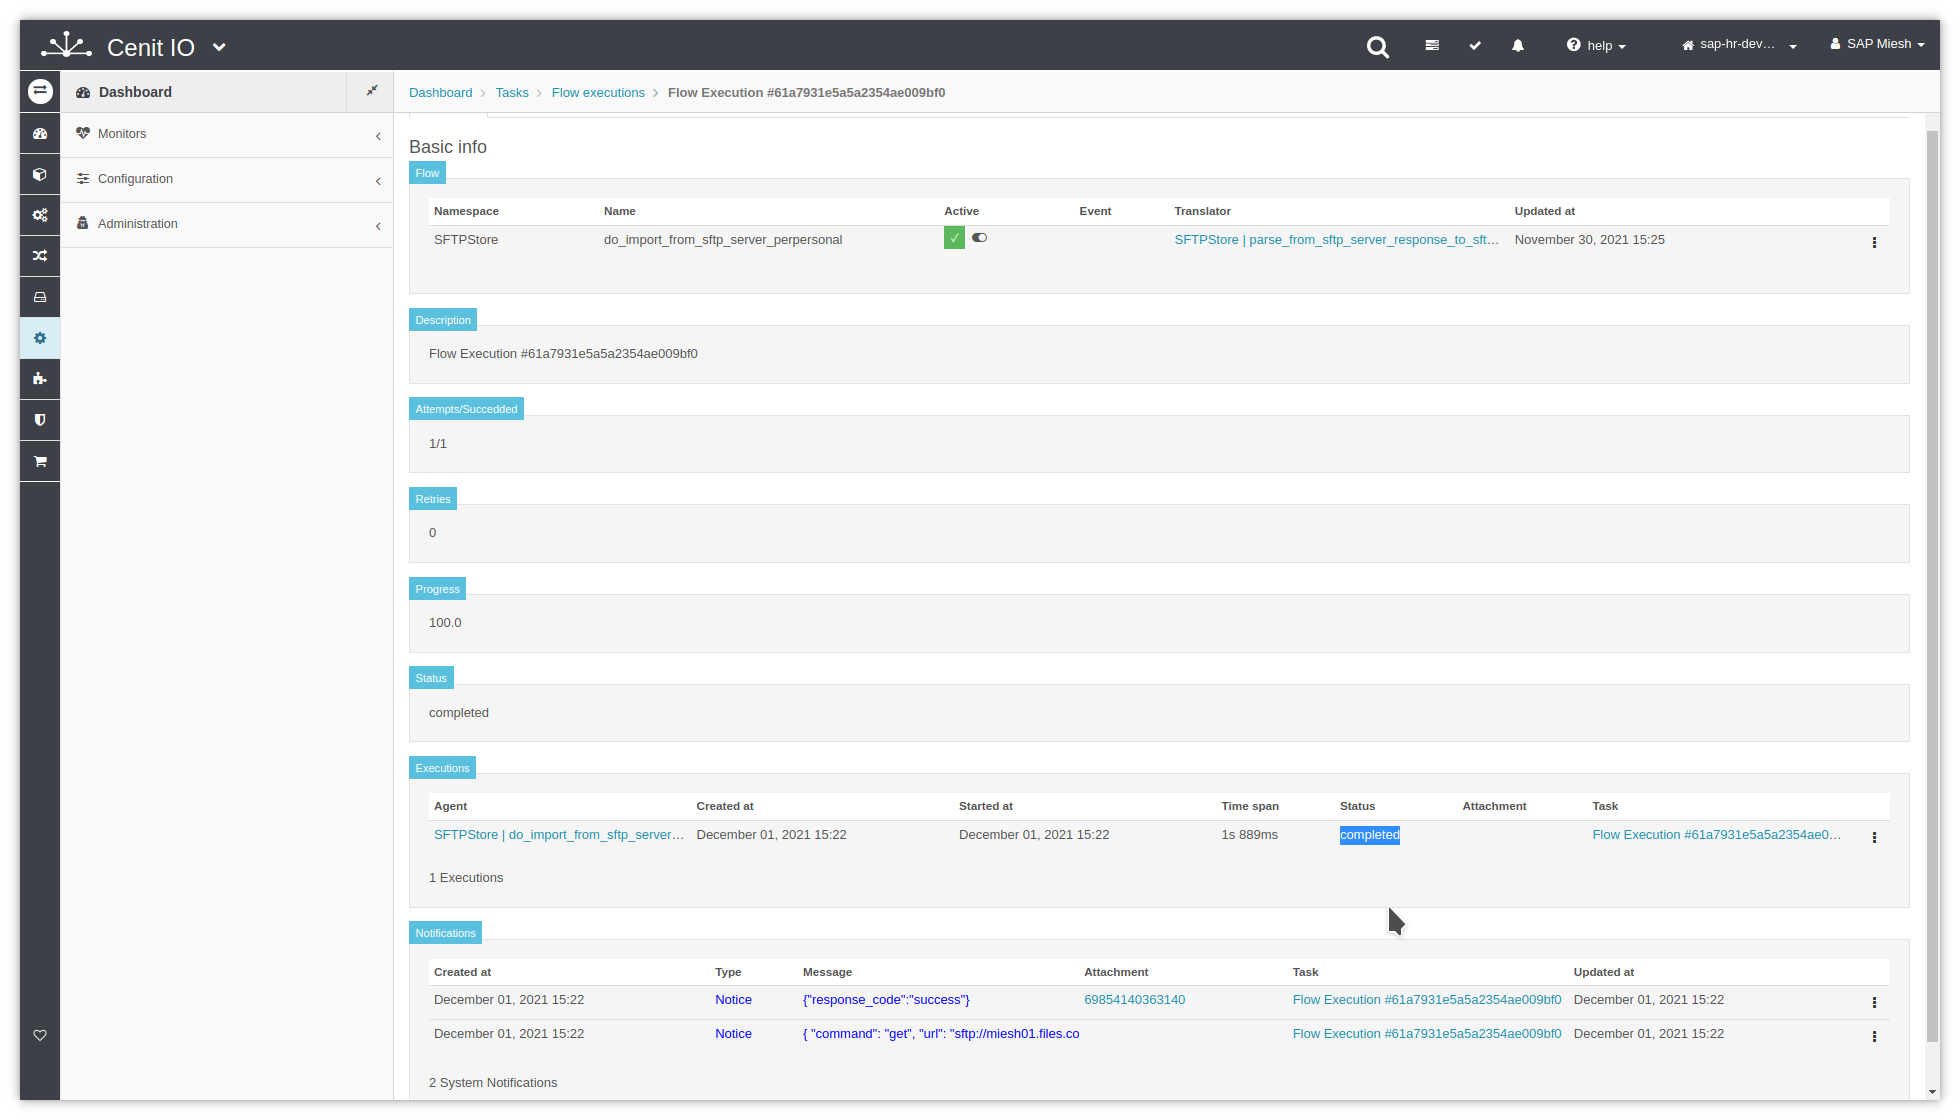 Cenit IO
help
sap-hr-dev...
SAP Miesh
Dashboard
Monitors
Configuration
Administration
Dashboard > Tasks > Flow executions > Flow Execution #61a7931e5a5a2354ae009bf0
Basic info
Flow
Namespace Name Active Event Translator Updated at
SFTPStore do_import_from_sftp_server_perpersonal ✓ SFTPStore | parse_from_sftp_server_response_to_sft... November 30, 2021 15:25
Description
Flow Execution #61a7931e5a5a2354ae009bf0
Attempts/Succedded
1/1
Retries
0
Progress
100.0
Status
completed
Executions
Agent Created at Started at Time span Status Attachment Task
SFTPStore | do_import_from_sftp_server... December 01, 2021 15:22 December 01, 2021 15:22 1s 889ms completed Flow Execution #61a7931e5a5a2354ae0...
1 Executions
Notifications
Created at Type Message Attachment Task Updated at
December 01, 2021 15:22 Notice {"response_code":"success"} 69854140363140 Flow Execution #61a7931e5a5a2354ae009bf0 December 01, 2021 15:22
December 01, 2021 15:22 Notice { "command": "get", "url": "sftp://miesh01.files.co Flow Execution #61a7931e5a5a2354ae009bf0 December 01, 2021 15:22
2 System Notifications